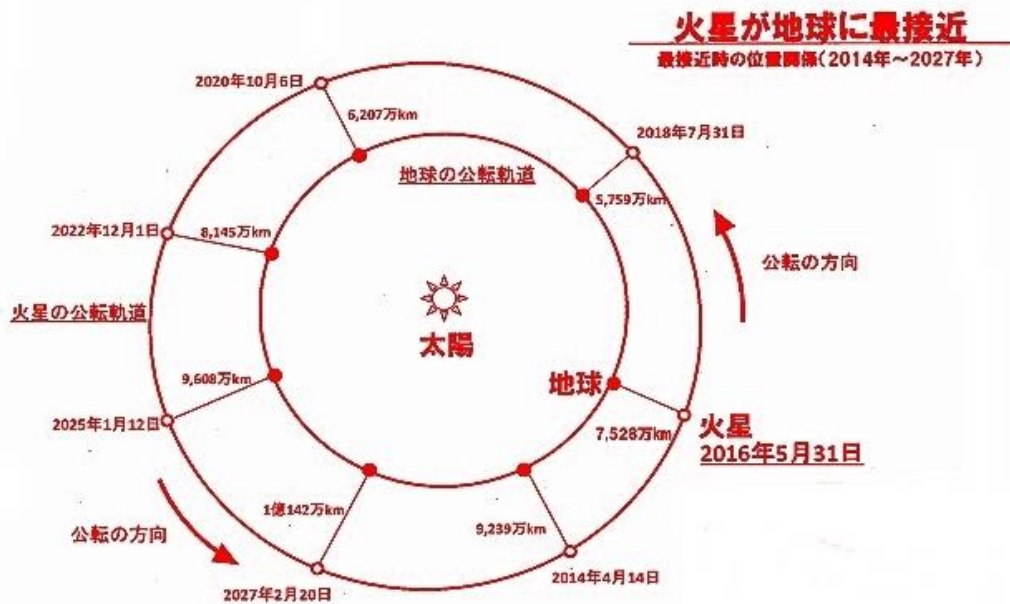 火星が地球に最接近
最接近時の位置関係(2014年~2027年)
2020年10月6日
6,207万km
2018年7月31日
地球の公転軌道
5,759万km
2022年12月1日
8,145万km
公転の方向
火星の公転軌道
太陽
9,608万km
地球
2025年1月12日
7,528万km
火星
2016年5月31日
1億142万km
9,239万km
公転の方向
2014年4月14日
2027年2月20日